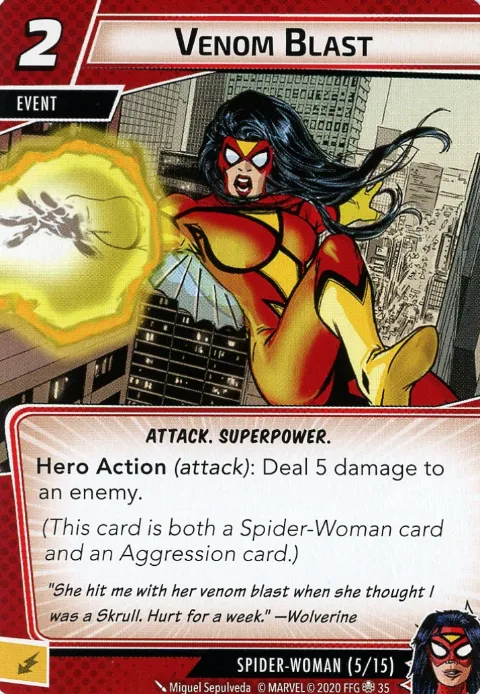 2
VENOM BLAST
EVENT
ATTACK. SUPERPOWER.
Hero Action (attack): Deal 5 damage to
an enemy.
(This card is both a Spider-Woman card
and an Aggression card.)
"She hit me with her venom blast when she thought I
was a Skrull. Hurt for a week." —Wolverine
SPIDER-WOMAN (5/15)
Miguel Sepulveda © MARVEL © 2020 FFG 35